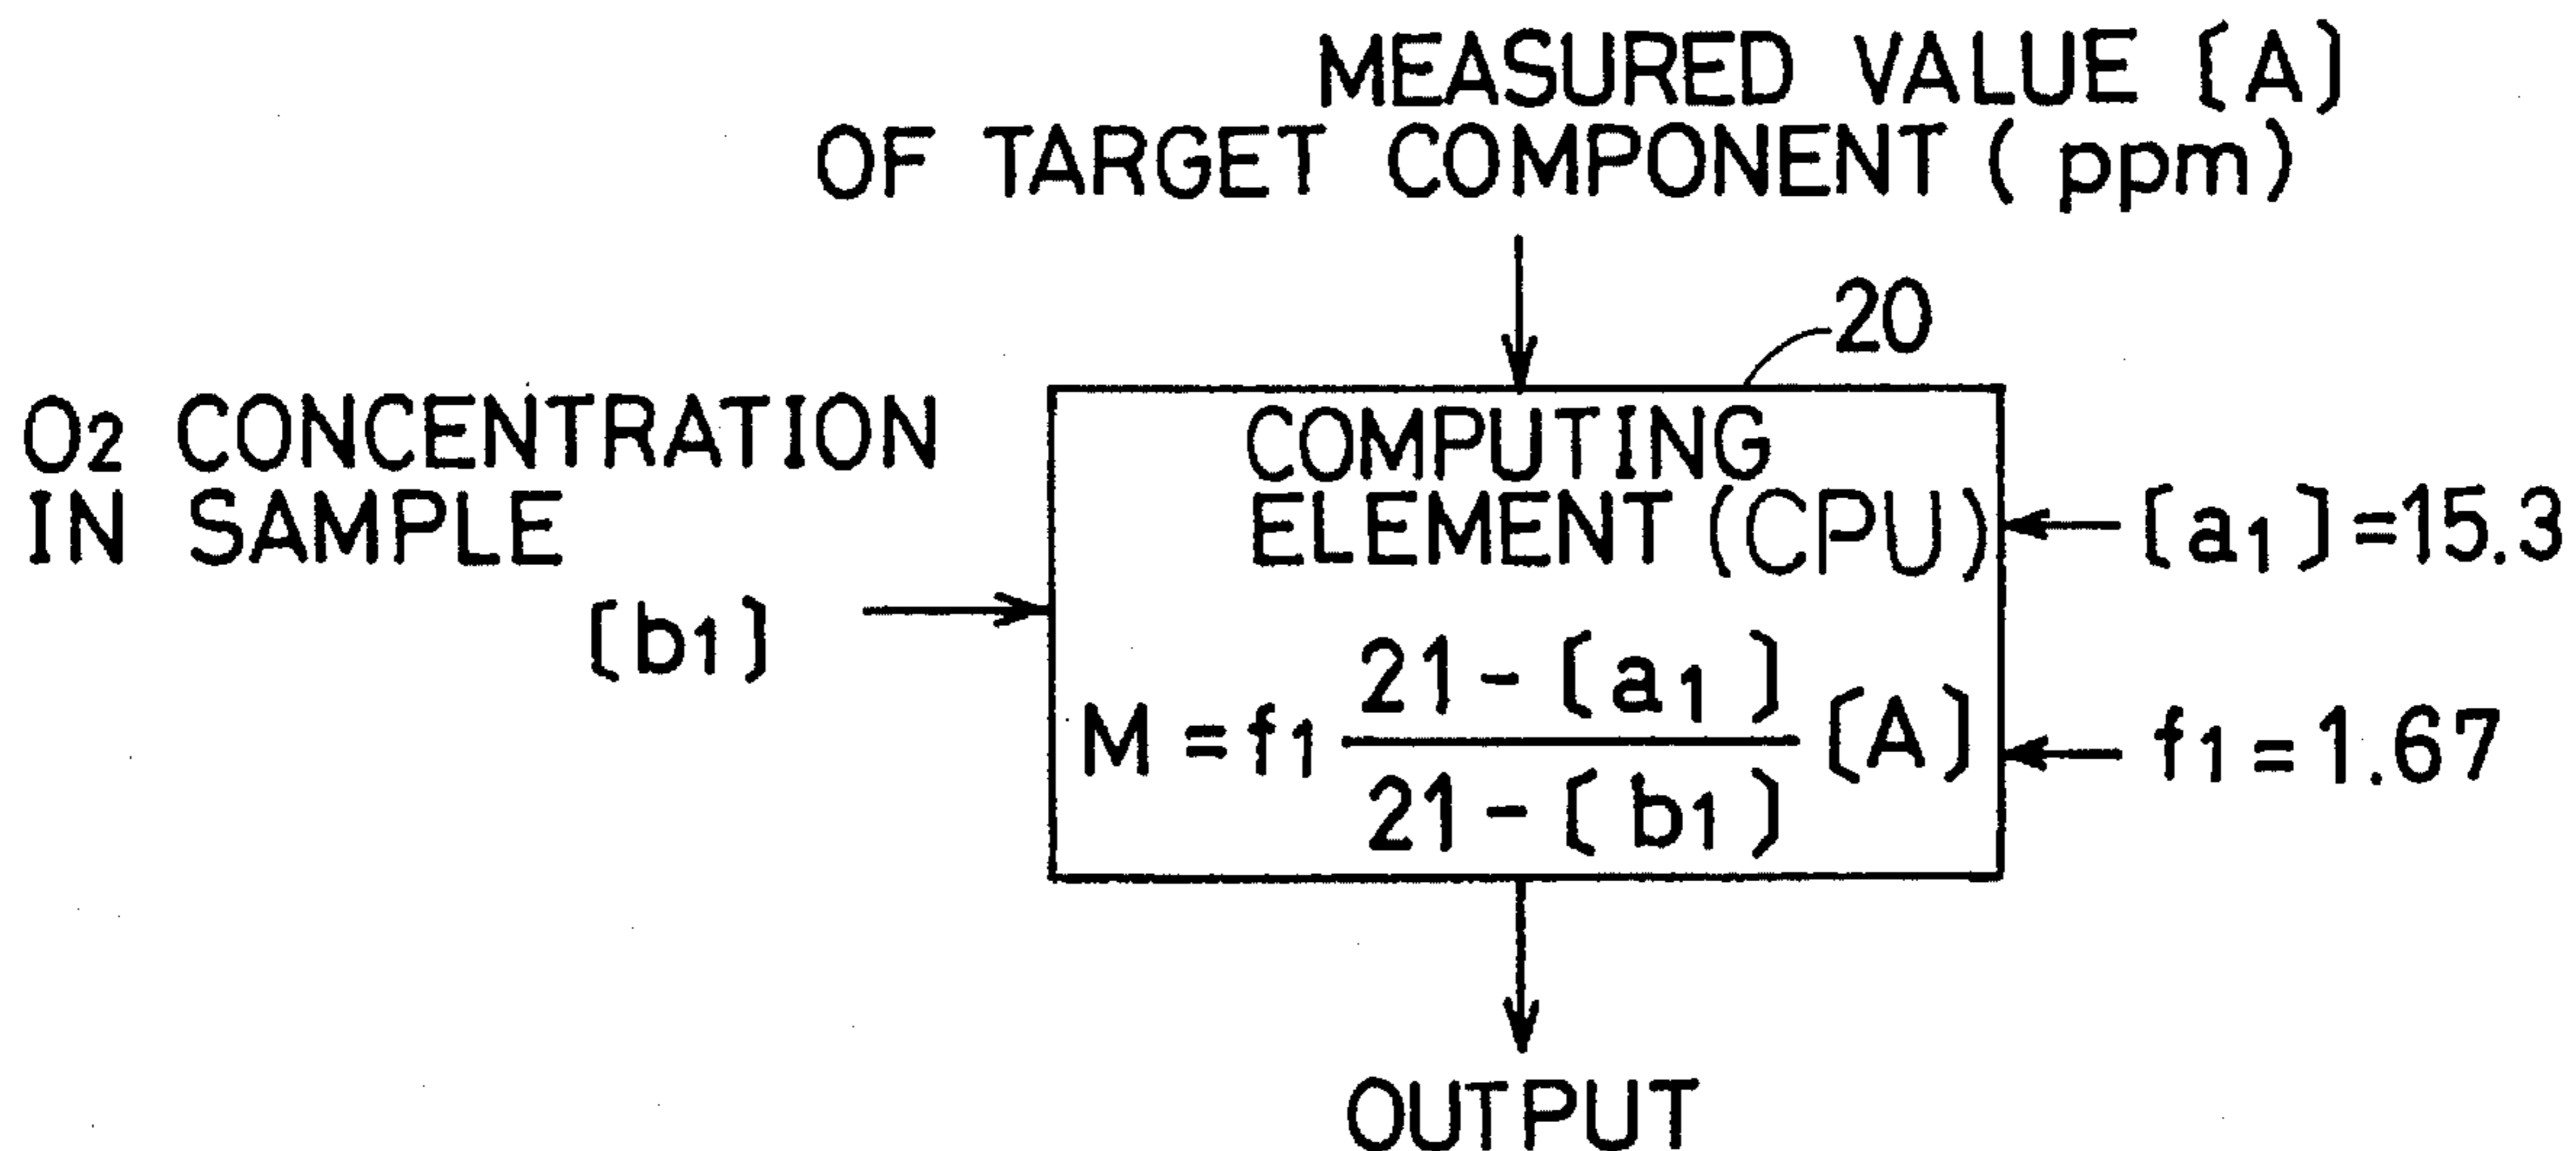 MEASURED VALUE [A]
OF TARGET COMPONENT (ppm)
20
O2 CONCENTRATION
IN SAMPLE
[b1]
COMPUTING
ELEMENT (CPU)
M = f1 21-[a1] / 21-[b1] [A]
[a1]=15.3
f1=1.67
OUTPUT